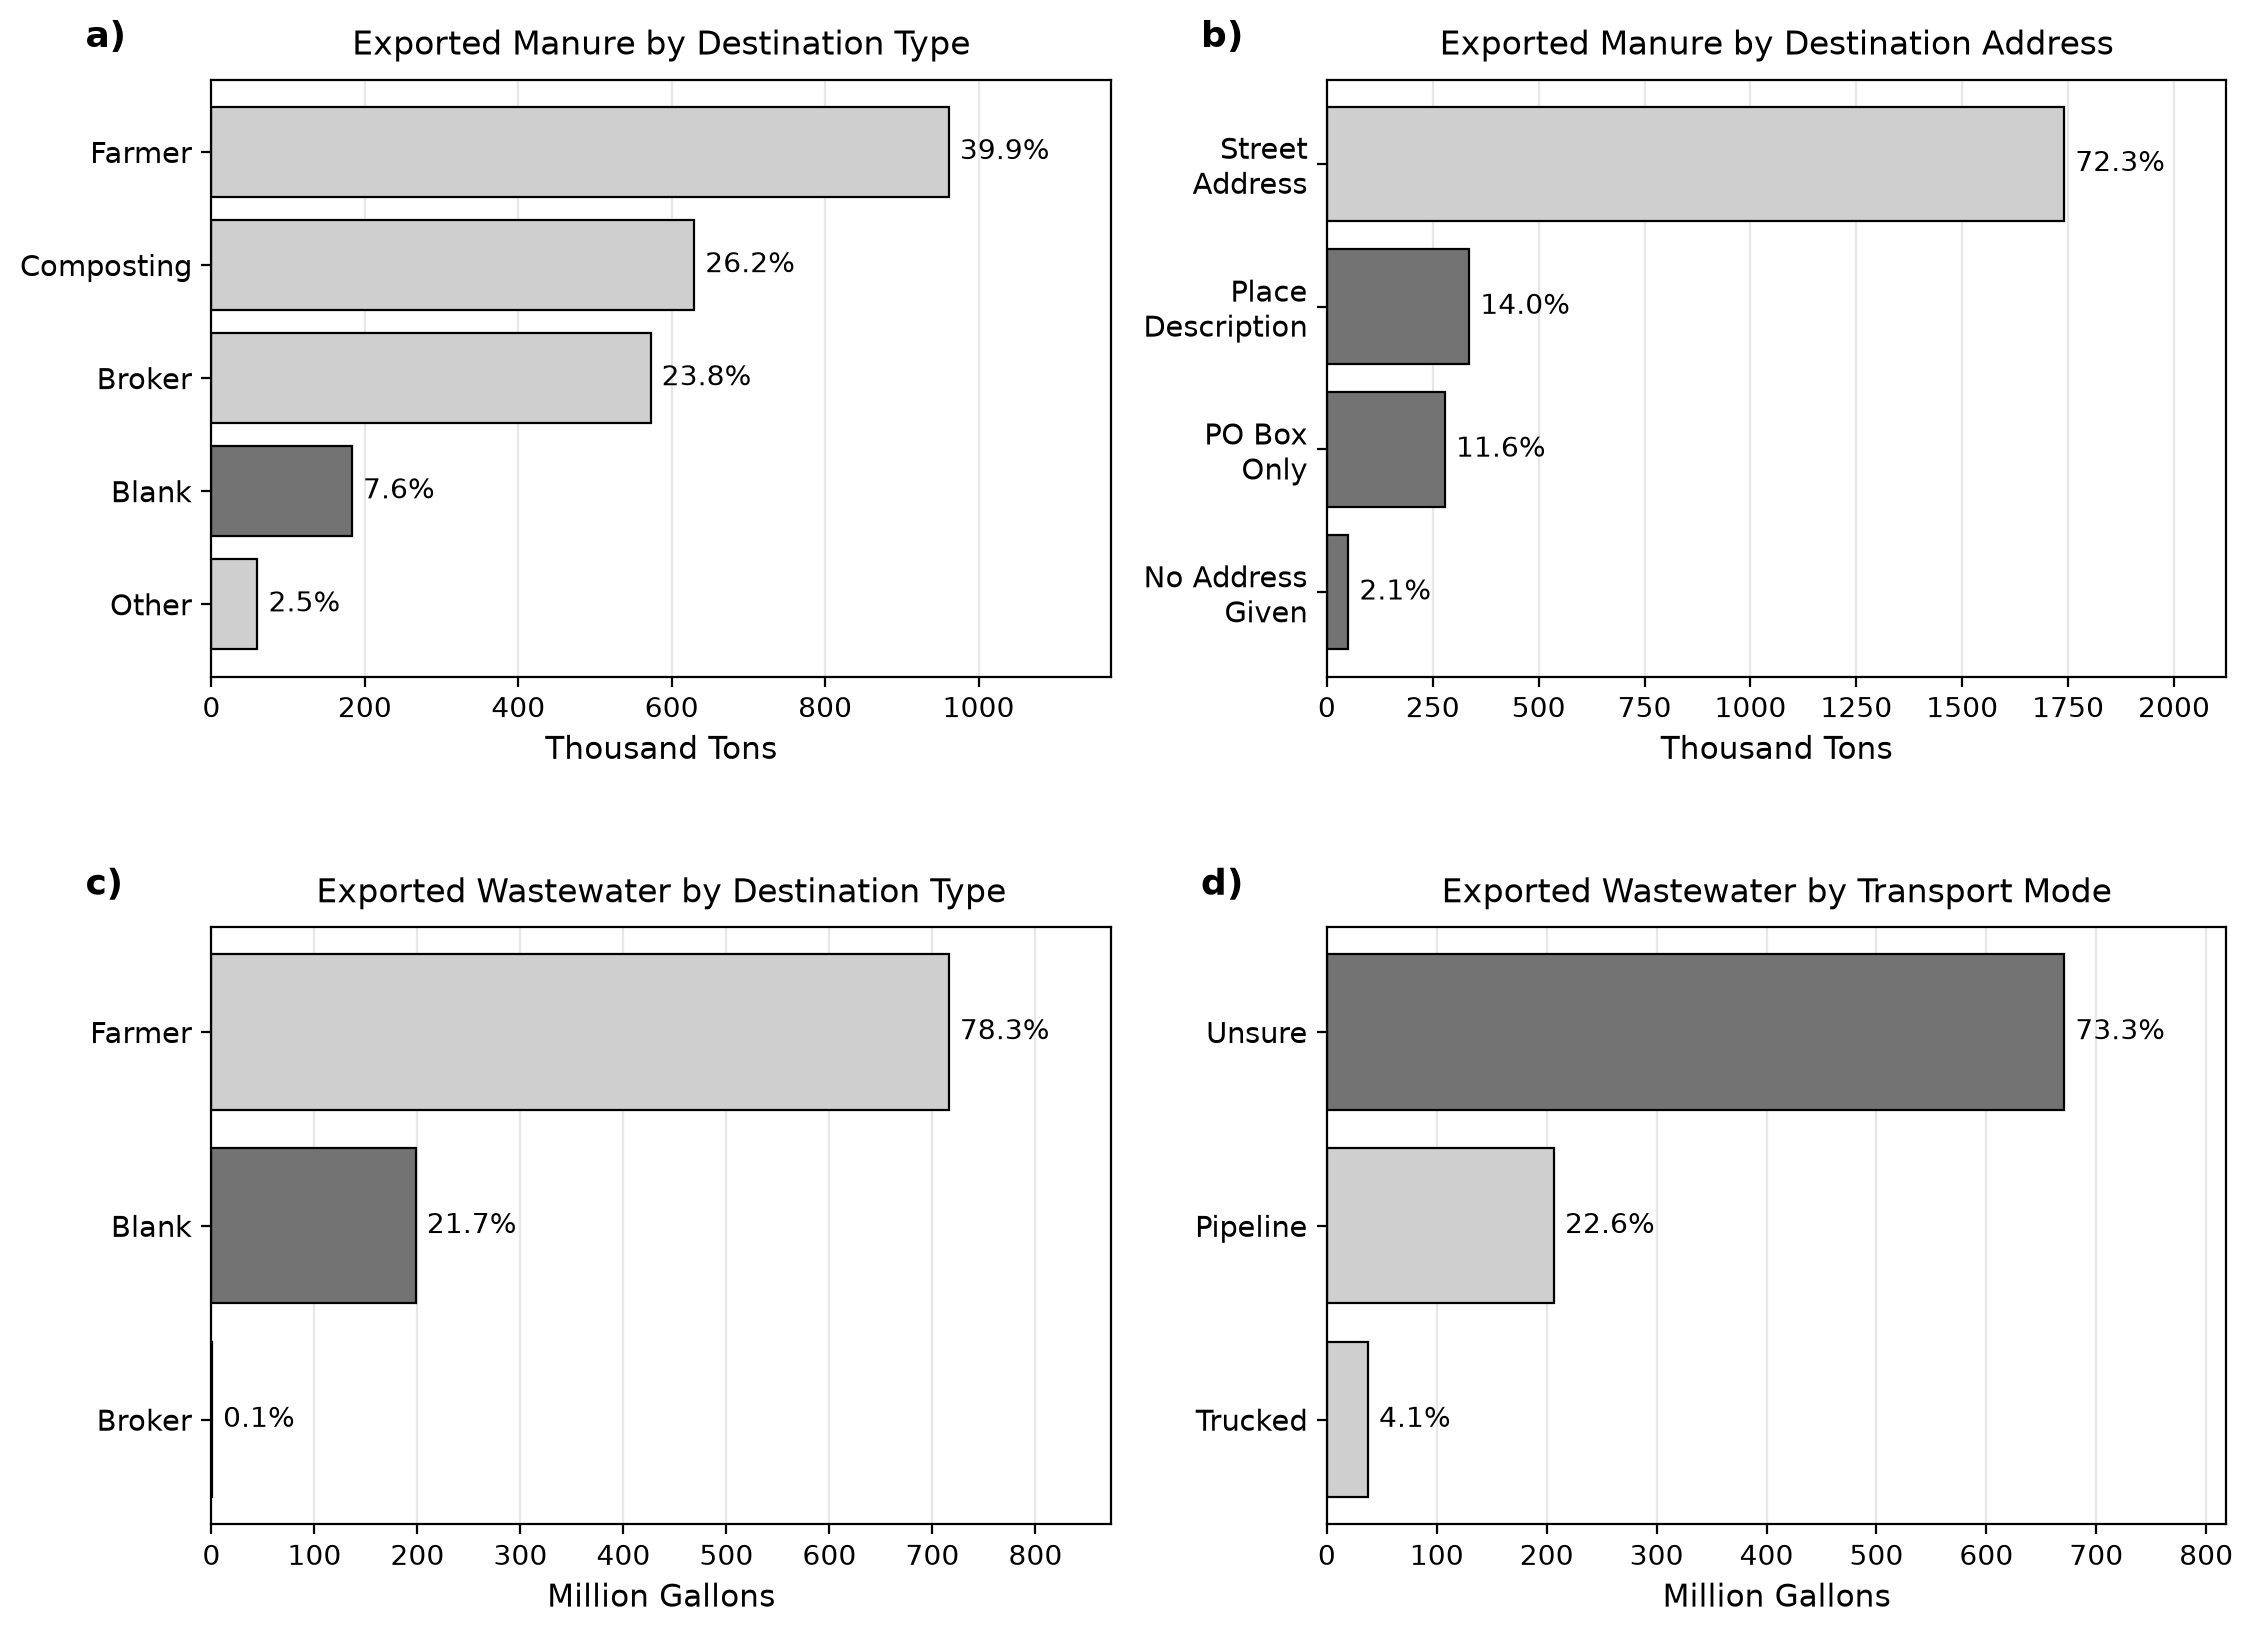 a)
Exported Manure by Destination Type
Farmer
39.9%
Composting
26.2%
Broker
23.8%
Blank
7.6%
Other
2.5%
0 200 400 600 800 1000
Thousand Tons
b)
Exported Manure by Destination Address
Street
Address
72.3%
Place
Description
14.0%
PO Box
Only
11.6%
No Address
Given
2.1%
0 250 500 750 1000 1250 1500 1750 2000
Thousand Tons
c)
Exported Wastewater by Destination Type
Farmer
78.3%
Blank
21.7%
Broker
0.1%
0 100 200 300 400 500 600 700 800
Million Gallons
d)
Exported Wastewater by Transport Mode
Unsure
73.3%
Pipeline
22.6%
Trucked
4.1%
0 100 200 300 400 500 600 700 800
Million Gallons